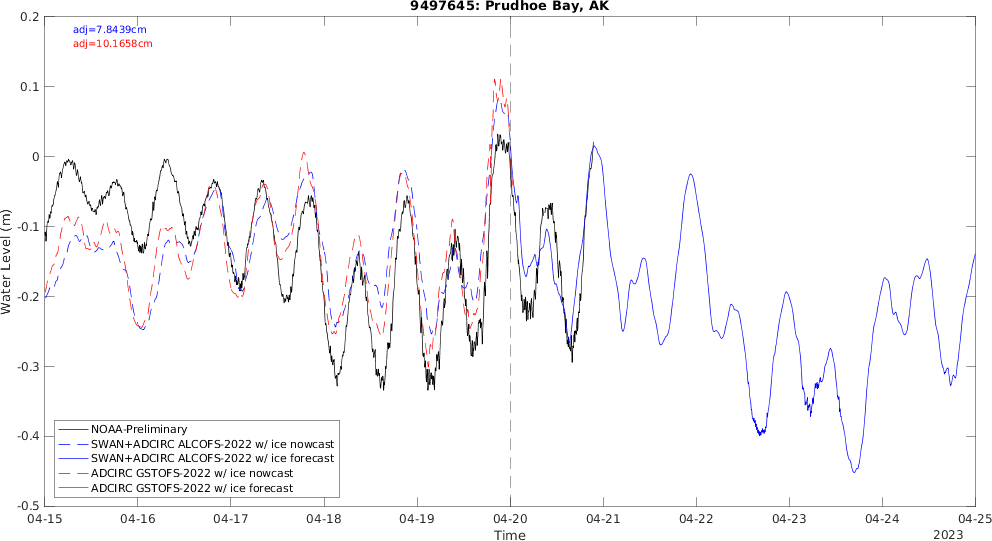 9497645: Prudhoe Bay, AK
adj=7.8439cm
adj=10.1658cm
0.2
0.1
0
-0.1
-0.2
-0.3
-0.4
-0.5
Water Level (m)
NOAA-Preliminary
SWAN+ADCIRC ALCOFS-2022 w/ ice nowcast
SWAN+ADCIRC ALCOFS-2022 w/ ice forecast
ADCIRC GSTOFS-2022 w/ ice nowcast
ADCIRC GSTOFS-2022 w/ ice forecast
04-15 04-16 04-17 04-18 04-19 04-20 04-21 04-22 04-23 04-24 04-25
Time
2023